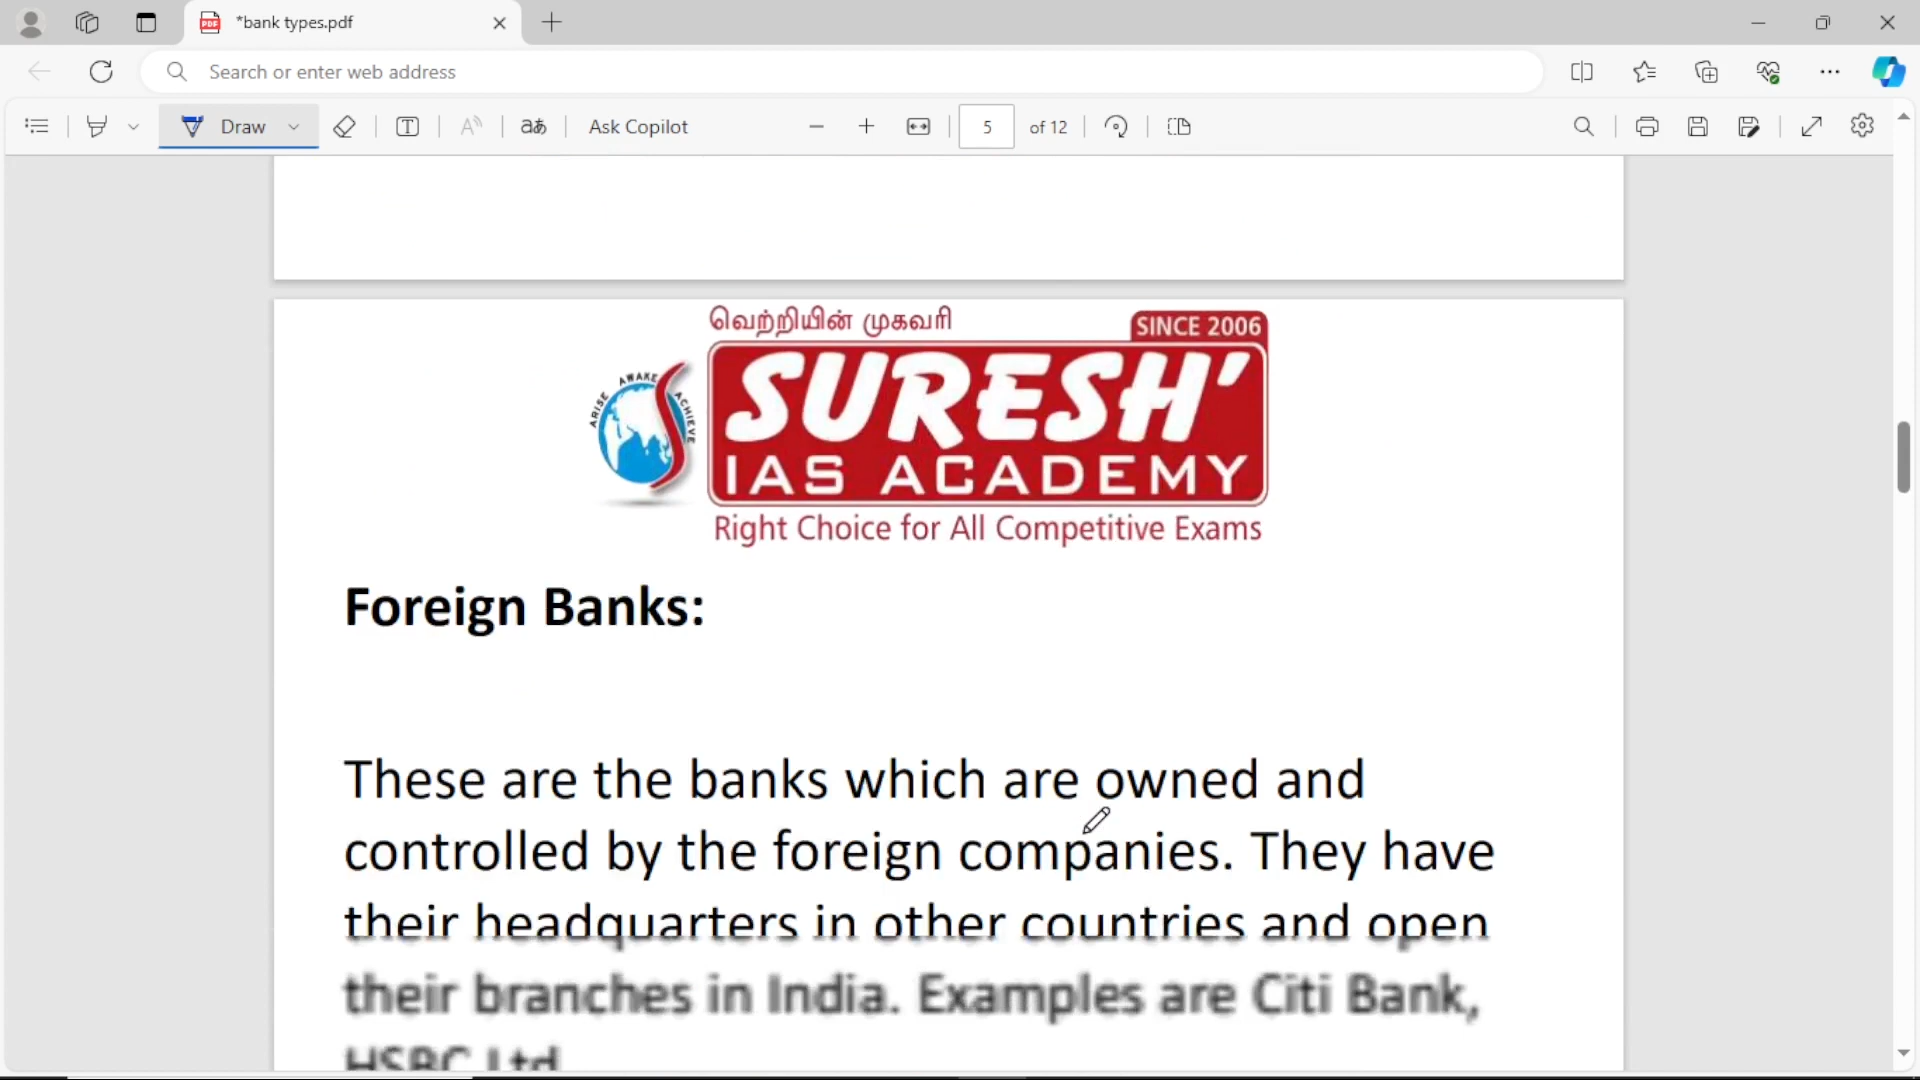 *bank types.pdf
Search or enter web address
Draw
Ask Copilot
5 of 12
வெற்றியின் முகவரி
SINCE 2006
ARISE AWAKE ACHIEVE
SURESH'
IAS ACADEMY
Right Choice for All Competitive Exams
Foreign Banks:
These are the banks which are owned and
controlled by the foreign companies. They have
their headquarters in other countries and open
their branches in India. Examples are Citi Bank,
HSBC Ltd